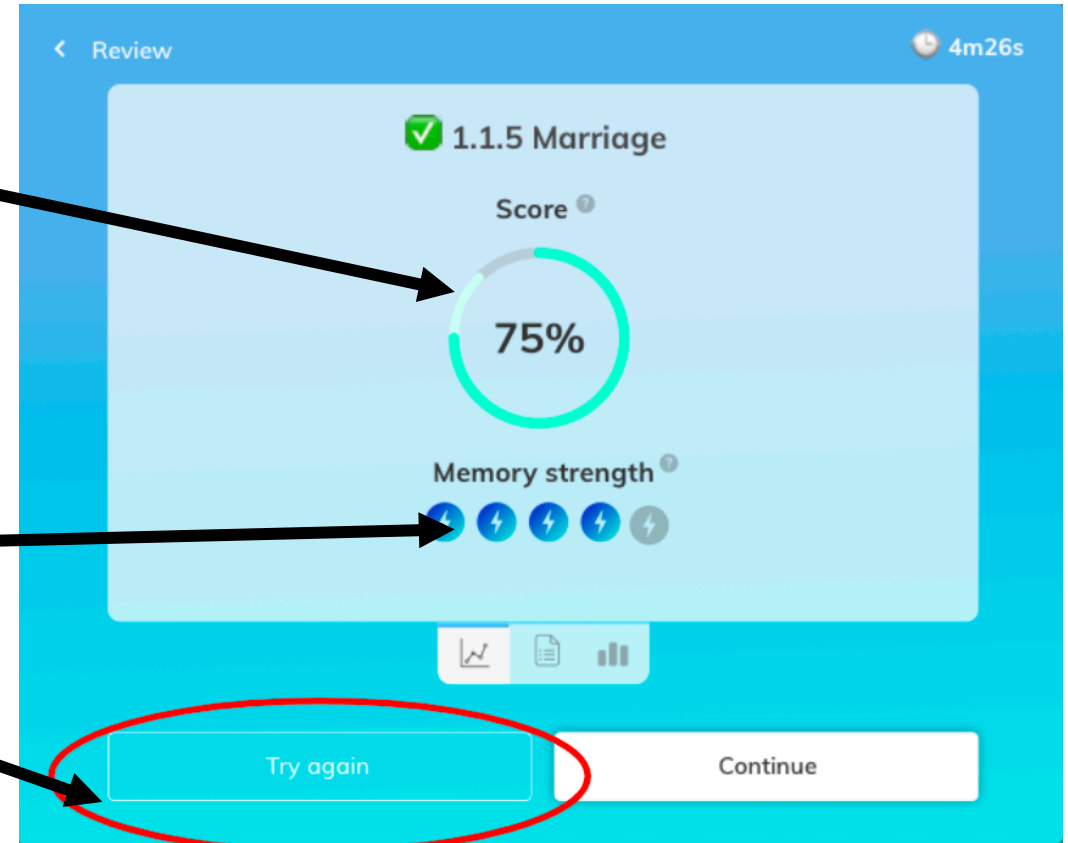 Review
4m26s
1.1.5 Marriage
Score ?
75%
Memory strength ?
Try again
Continue